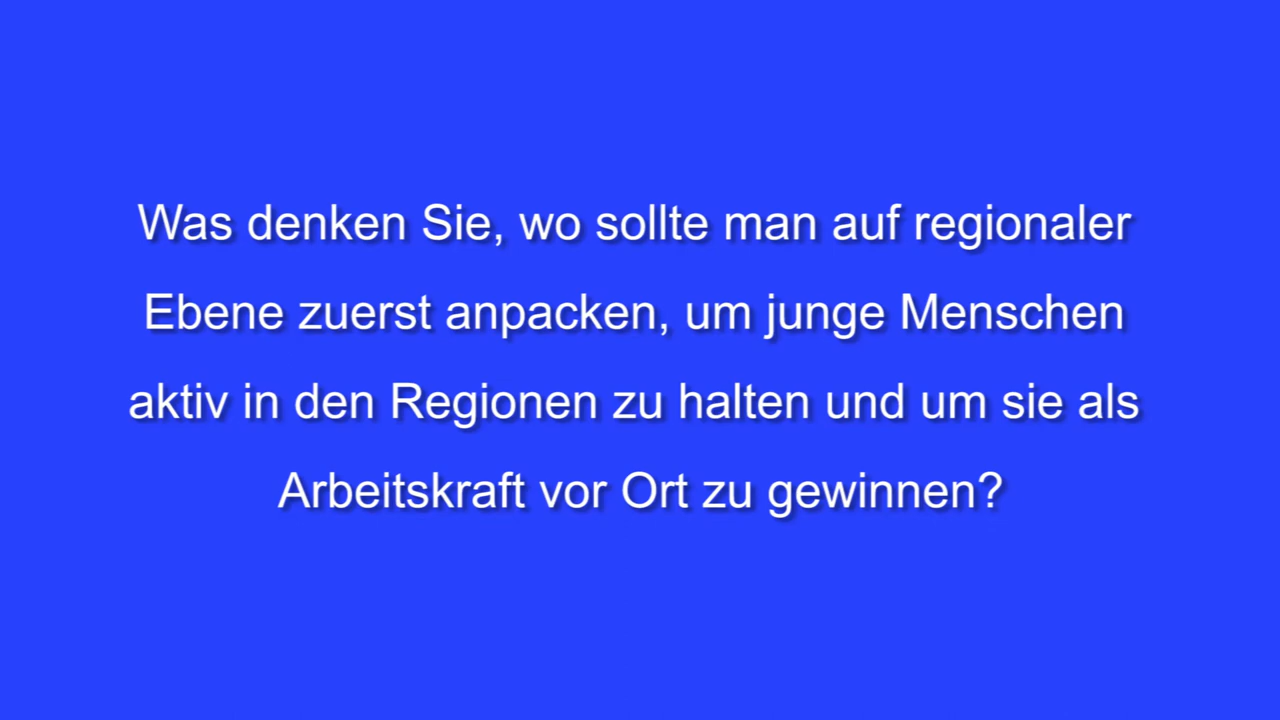 Was denken Sie, wo sollte man auf regionaler
Ebene zuerst anpacken, um junge Menschen
aktiv in den Regionen zu halten und um sie als
Arbeitskraft vor Ort zu gewinnen?